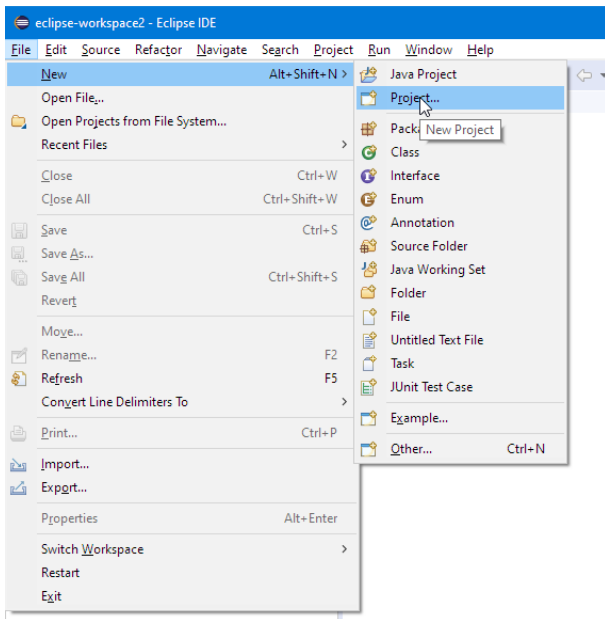 eclipse-workspace2 - Eclipse IDE
File Edit Source Refactor Navigate Search Project Run Window Help
New Alt+Shift+N >
Open File...
Open Projects from File System...
Recent Files >
Close Ctrl+W
Close All Ctrl+Shift+W
Save Ctrl+S
Save As...
Save All Ctrl+Shift+S
Revert
Move...
Rename... F2
Refresh F5
Convert Line Delimiters To >
Print... Ctrl+P
Import...
Export...
Properties Alt+Enter
Switch Workspace >
Restart
Exit
Java Project
Project...
New Project
Class
Interface
Enum
Annotation
Source Folder
Java Working Set
Folder
File
Untitled Text File
Task
JUnit Test Case
Example...
Other... Ctrl+N